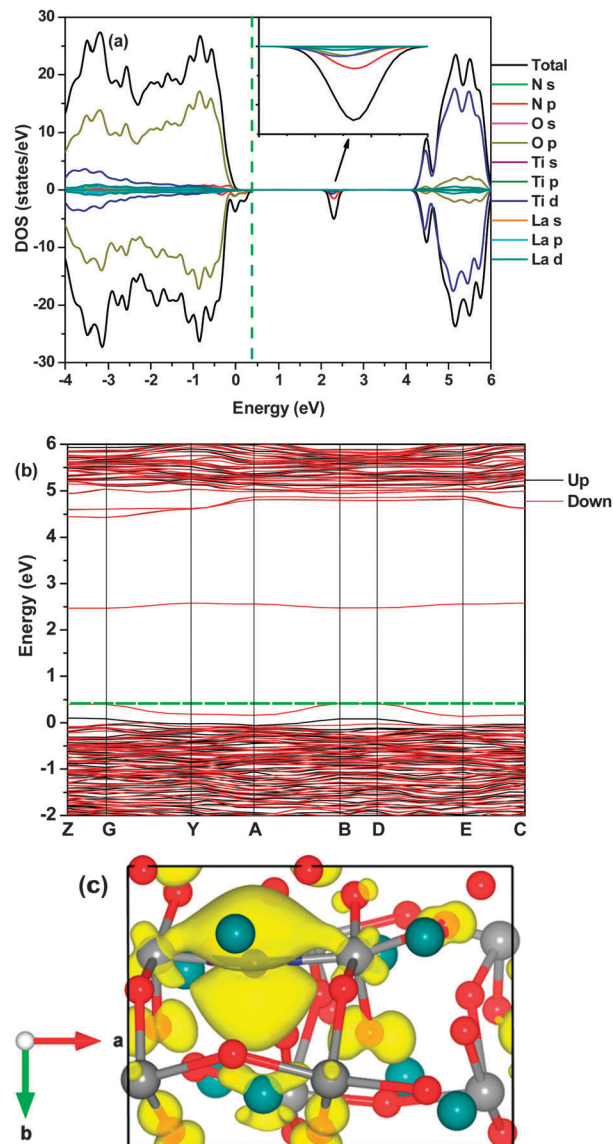 30
20
10
0
-10
-20
-30
DOS (states/eV)
(a)
Total
N s
N p
O s
O p
Ti s
Ti p
Ti d
La s
La p
La d
-4 -3 -2 -1 0 1 2 3 4 5 6
Energy (eV)
(b)
6
5
4
3
2
1
0
-1
-2
Energy (eV)
Up
Down
Z G Y A B D E C
(c)
a
b